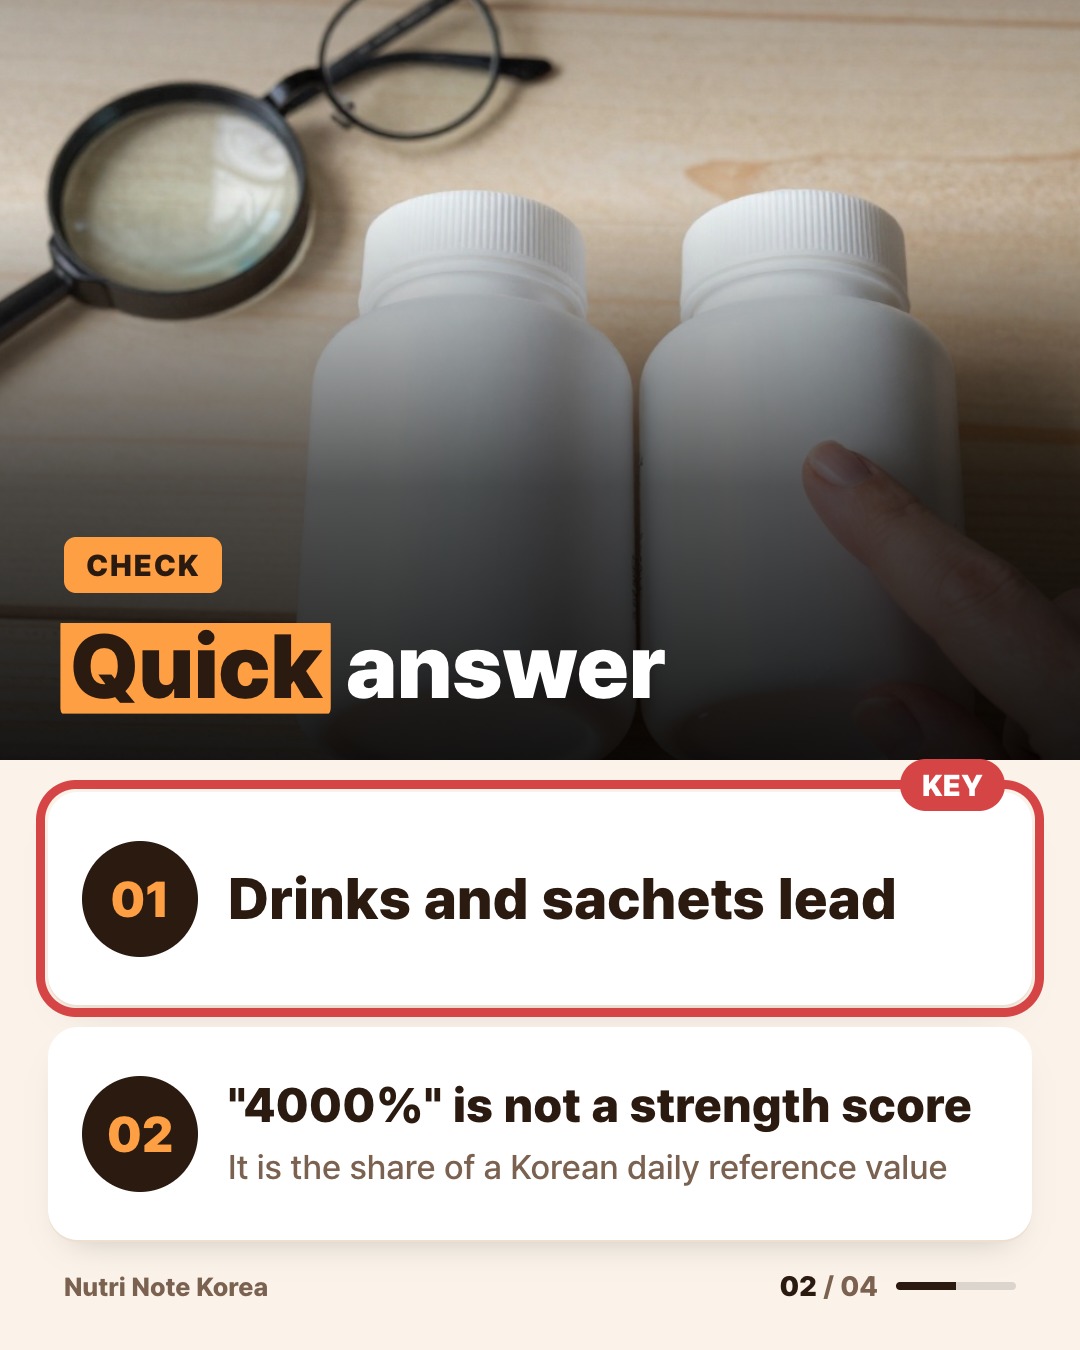 CHECK
Quick answer
KEY
01
Drinks and sachets lead
02
"4000%" is not a strength score
It is the share of a Korean daily reference value
Nutri Note Korea
02 / 04